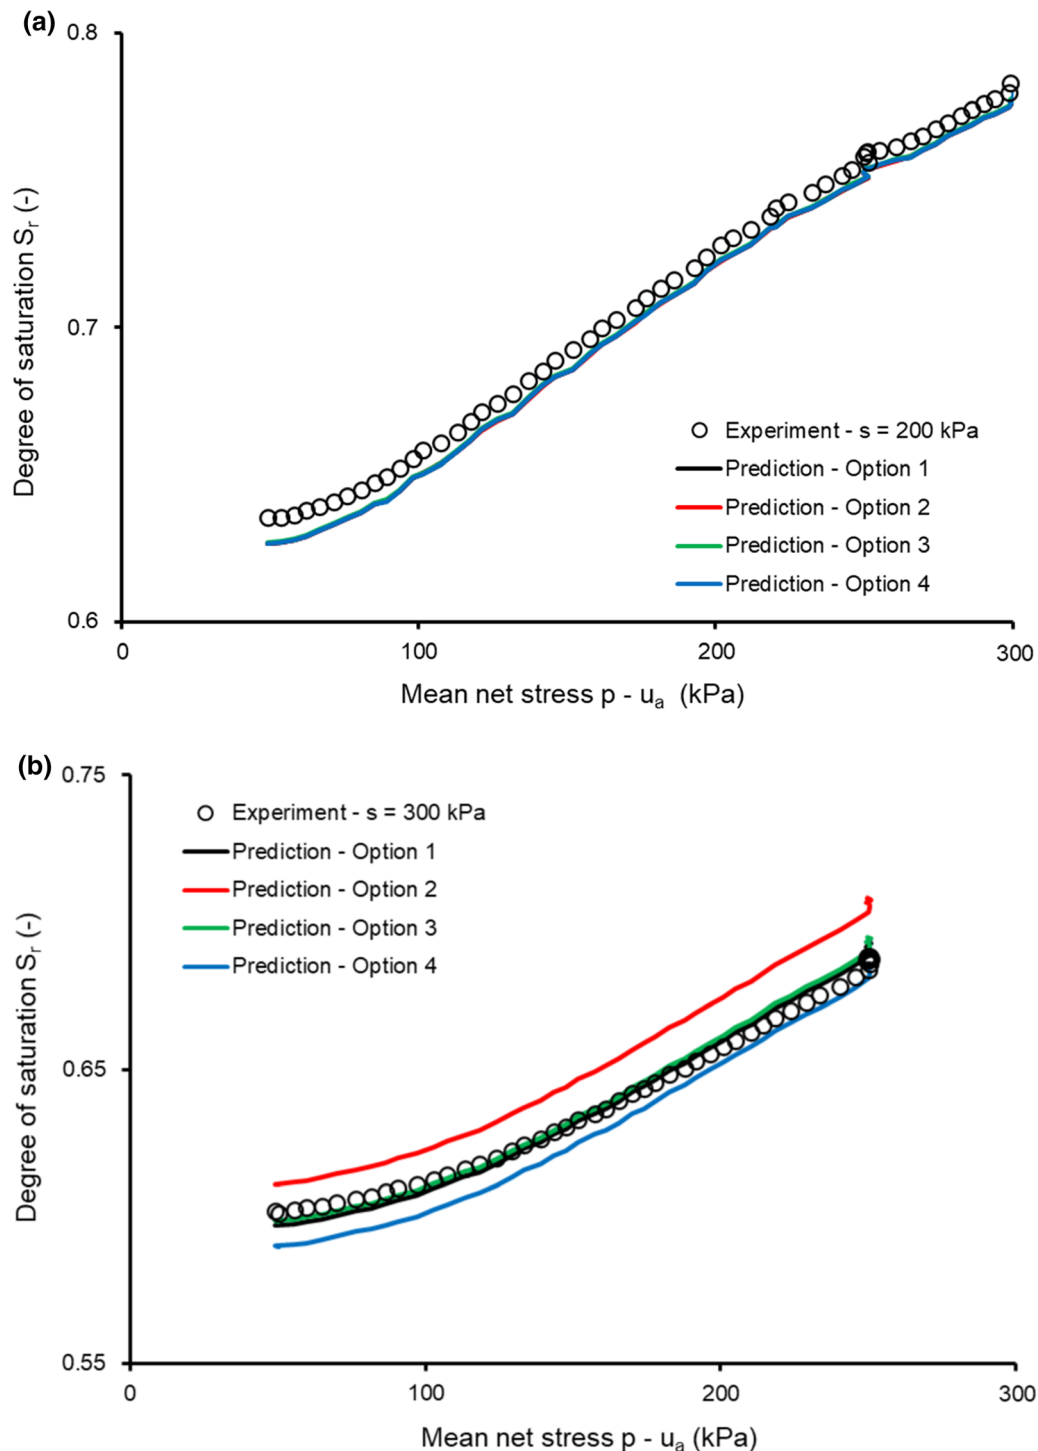 (a)
0.8
0.7
0.6
Degree of saturation Sᵣ (-)
Experiment - s = 200 kPa
Prediction - Option 1
Prediction - Option 2
Prediction - Option 3
Prediction - Option 4
0 100 200 300
Mean net stress p - uₐ (kPa)
(b)
0.75
0.65
0.55
Degree of saturation Sᵣ (-)
Experiment - s = 300 kPa
Prediction - Option 1
Prediction - Option 2
Prediction - Option 3
Prediction - Option 4
0 100 200 300
Mean net stress p - uₐ (kPa)